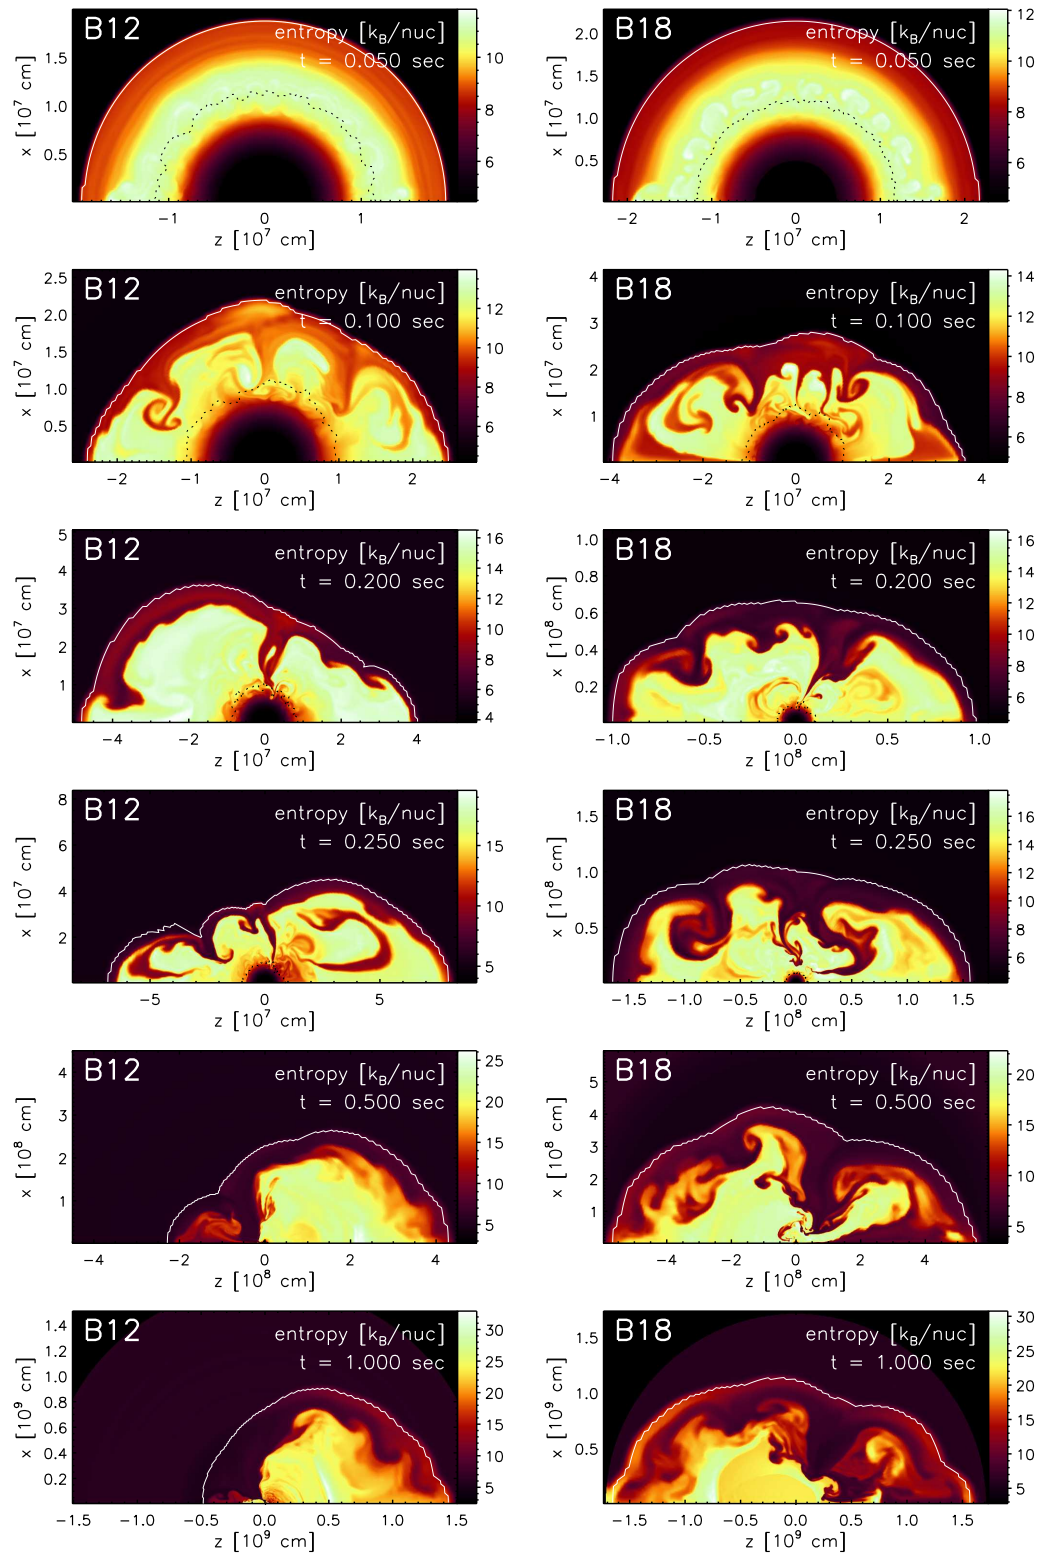 B12
entropy [k_B/nuc]
t = 0.050 sec
x [10^7 cm]
1.5
1.0
0.5
−1 0 1
z [10^7 cm]
10
8
6
B18
entropy [k_B/nuc]
t = 0.050 sec
x [10^7 cm]
2.0
1.5
1.0
0.5
−2 −1 0 1 2
z [10^7 cm]
12
10
8
6
B12
entropy [k_B/nuc]
t = 0.100 sec
x [10^7 cm]
2.5
2.0
1.5
1.0
0.5
−2 −1 0 1 2
z [10^7 cm]
12
10
8
6
B18
entropy [k_B/nuc]
t = 0.100 sec
x [10^7 cm]
4
3
2
1
−4 −2 0 2 4
z [10^7 cm]
14
12
10
8
6
B12
entropy [k_B/nuc]
t = 0.200 sec
x [10^7 cm]
5
4
3
2
1
−4 −2 0 2 4
z [10^7 cm]
16
14
12
10
8
6
4
B18
entropy [k_B/nuc]
t = 0.200 sec
x [10^8 cm]
1.0
0.8
0.6
0.4
0.2
−1.0 −0.5 0.0 0.5 1.0
z [10^8 cm]
16
14
12
10
8
6
B12
entropy [k_B/nuc]
t = 0.250 sec
x [10^7 cm]
8
6
4
2
−5 0 5
z [10^7 cm]
15
10
5
B18
entropy [k_B/nuc]
t = 0.250 sec
x [10^8 cm]
1.5
1.0
0.5
−1.5 −1.0 −0.5 0.0 0.5 1.0 1.5
z [10^8 cm]
16
14
12
10
8
6
B12
entropy [k_B/nuc]
t = 0.500 sec
x [10^8 cm]
4
3
2
1
−4 −2 0 2 4
z [10^8 cm]
25
20
15
10
5
B18
entropy [k_B/nuc]
t = 0.500 sec
x [10^8 cm]
5
4
3
2
1
−4 −2 0 2 4
z [10^8 cm]
20
15
10
5
B12
entropy [k_B/nuc]
t = 1.000 sec
x [10^9 cm]
1.4
1.2
1.0
0.8
0.6
0.4
0.2
−1.5 −1.0 −0.5 0.0 0.5 1.0 1.5
z [10^9 cm]
30
25
20
15
10
5
B18
entropy [k_B/nuc]
t = 1.000 sec
x [10^9 cm]
1.5
1.0
0.5
−1.5 −1.0 −0.5 0.0 0.5 1.0 1.5
z [10^9 cm]
30
25
20
15
10
5